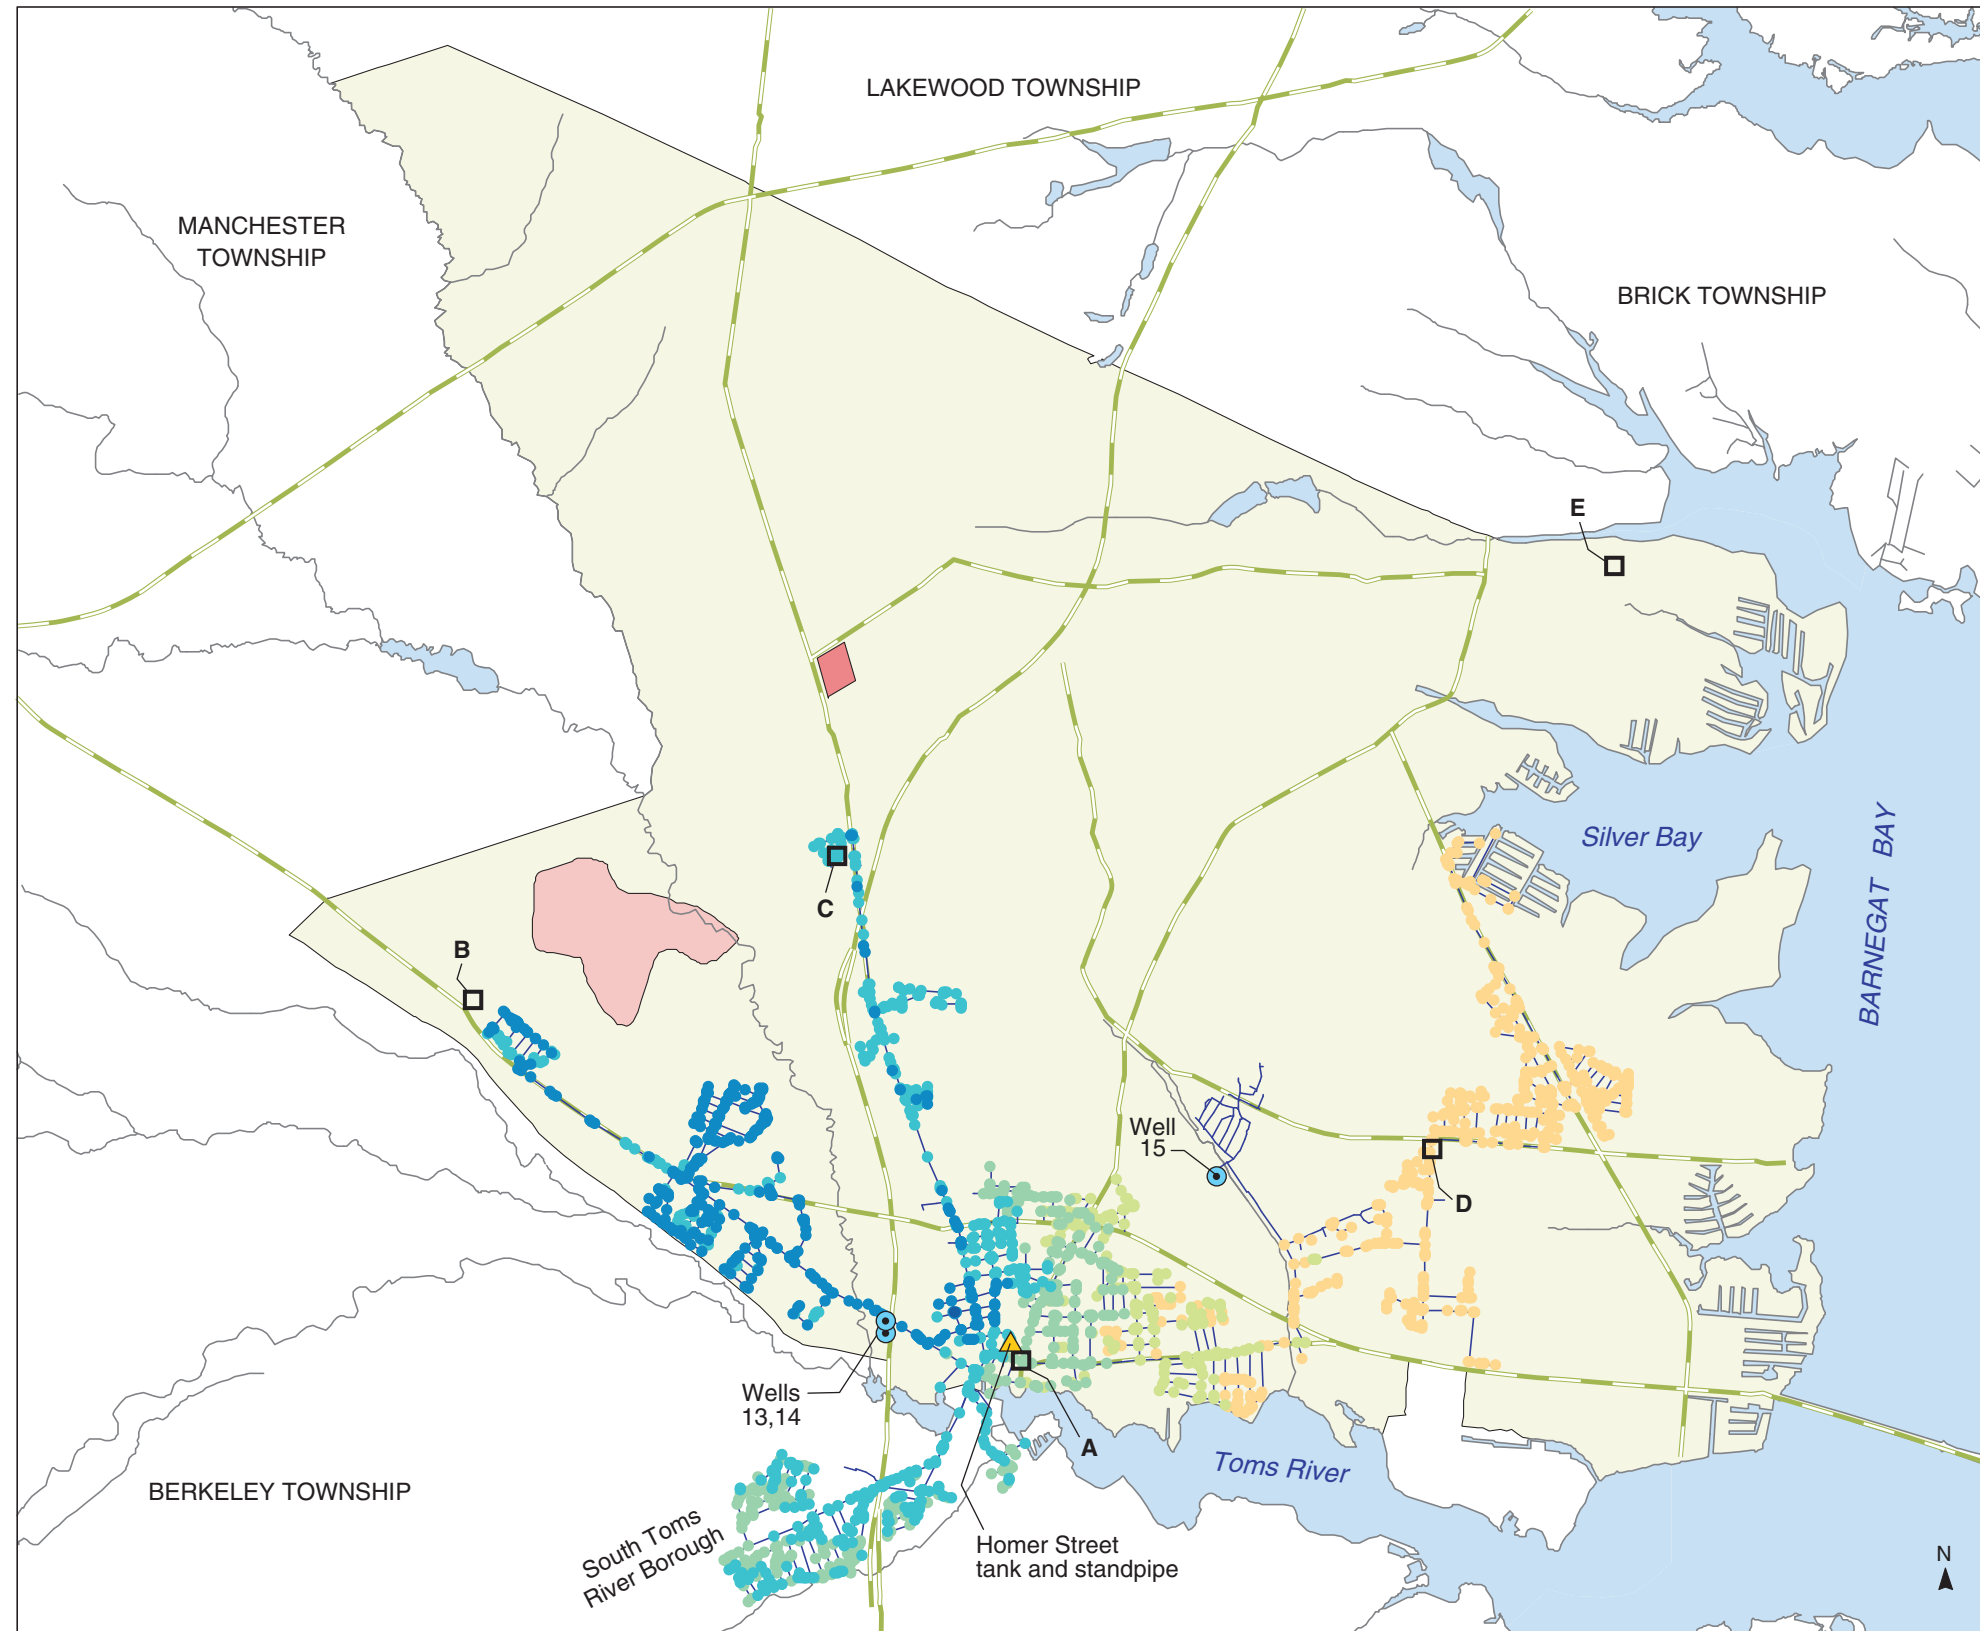 LAKEWOOD TOWNSHIP
MANCHESTER
TOWNSHIP
BRICK TOWNSHIP
E
Silver Bay
BARNEGAT BAY
C
B
Well
15
D
Wells
13,14
A
Toms River
BERKELEY TOWNSHIP
South Toms
River Borough
Homer Street
tank and standpipe
N